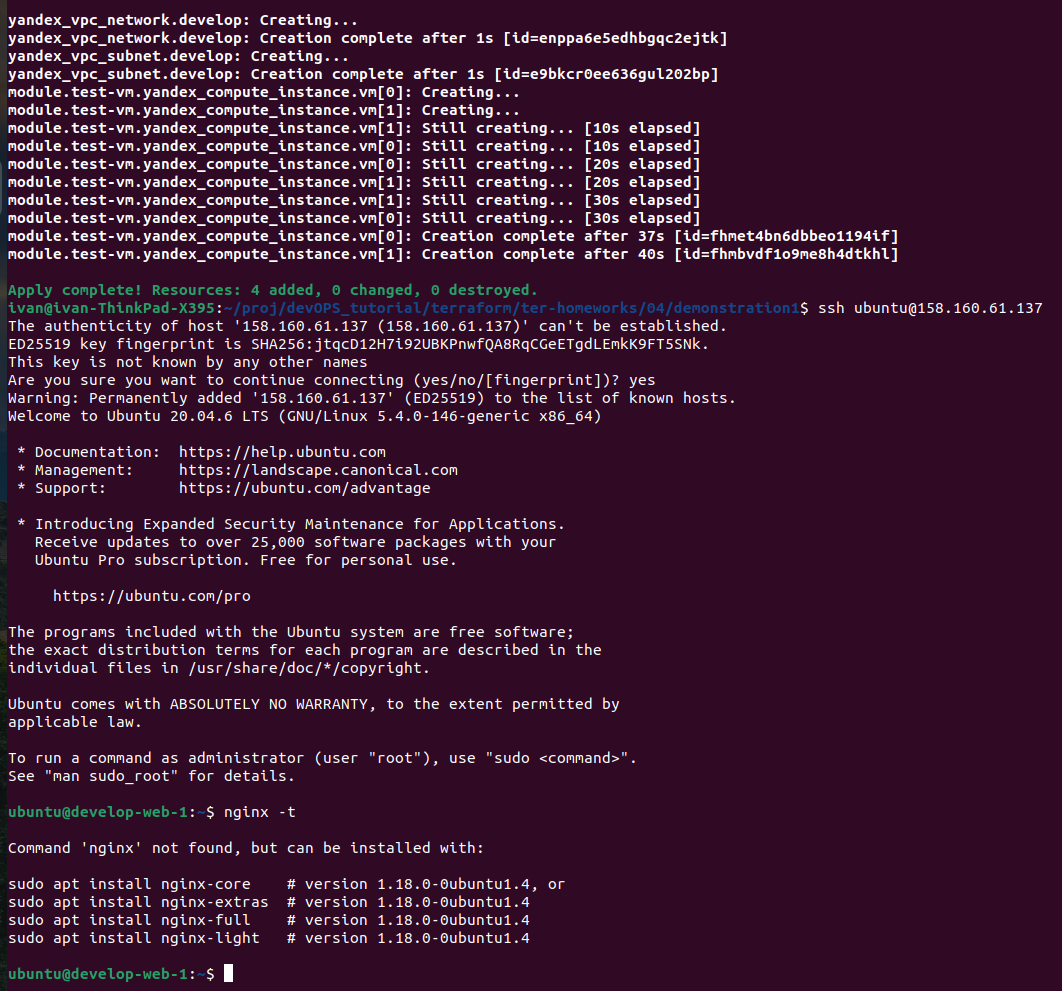 yandex_vpc_network.develop: Creating...
yandex_vpc_network.develop: Creation complete after 1s [id=enppa6e5edhbgqc2ejtk]
yandex_vpc_subnet.develop: Creating...
yandex_vpc_subnet.develop: Creation complete after 1s [id=e9bkcr0ee636gul202bp]
module.test-vm.yandex_compute_instance.vm[0]: Creating...
module.test-vm.yandex_compute_instance.vm[1]: Creating...
module.test-vm.yandex_compute_instance.vm[1]: Still creating... [10s elapsed]
module.test-vm.yandex_compute_instance.vm[0]: Still creating... [10s elapsed]
module.test-vm.yandex_compute_instance.vm[0]: Still creating... [20s elapsed]
module.test-vm.yandex_compute_instance.vm[1]: Still creating... [20s elapsed]
module.test-vm.yandex_compute_instance.vm[1]: Still creating... [30s elapsed]
module.test-vm.yandex_compute_instance.vm[0]: Still creating... [30s elapsed]
module.test-vm.yandex_compute_instance.vm[0]: Creation complete after 37s [id=fhmet4bn6dbbeo1194if]
module.test-vm.yandex_compute_instance.vm[1]: Creation complete after 40s [id=fhmbvdf1o9me8h4dtkhl]

Apply complete! Resources: 4 added, 0 changed, 0 destroyed.
ivan@ivan-ThinkPad-X395:~/proj/devOPS_tutorial/terraform/ter-homeworks/04/demonstration1$ ssh ubuntu@158.160.61.137
The authenticity of host '158.160.61.137 (158.160.61.137)' can't be established.
ED25519 key fingerprint is SHA256:jtqcD12H7i92UBKPnwfQA8RqCGeETgdLEmkK9FT5SNk.
This key is not known by any other names
Are you sure you want to continue connecting (yes/no/[fingerprint])? yes
Warning: Permanently added '158.160.61.137' (ED25519) to the list of known hosts.
Welcome to Ubuntu 20.04.6 LTS (GNU/Linux 5.4.0-146-generic x86_64)

 * Documentation:  https://help.ubuntu.com
 * Management:     https://landscape.canonical.com
 * Support:        https://ubuntu.com/advantage

 * Introducing Expanded Security Maintenance for Applications.
   Receive updates to over 25,000 software packages with your
   Ubuntu Pro subscription. Free for personal use.

     https://ubuntu.com/pro

The programs included with the Ubuntu system are free software;
the exact distribution terms for each program are described in the
individual files in /usr/share/doc/*/copyright.

Ubuntu comes with ABSOLUTELY NO WARRANTY, to the extent permitted by
applicable law.

To run a command as administrator (user "root"), use "sudo <command>".
See "man sudo_root" for details.

ubuntu@develop-web-1:~$ nginx -t

Command 'nginx' not found, but can be installed with:

sudo apt install nginx-core    # version 1.18.0-0ubuntu1.4, or
sudo apt install nginx-extras  # version 1.18.0-0ubuntu1.4
sudo apt install nginx-full    # version 1.18.0-0ubuntu1.4
sudo apt install nginx-light   # version 1.18.0-0ubuntu1.4

ubuntu@develop-web-1:~$